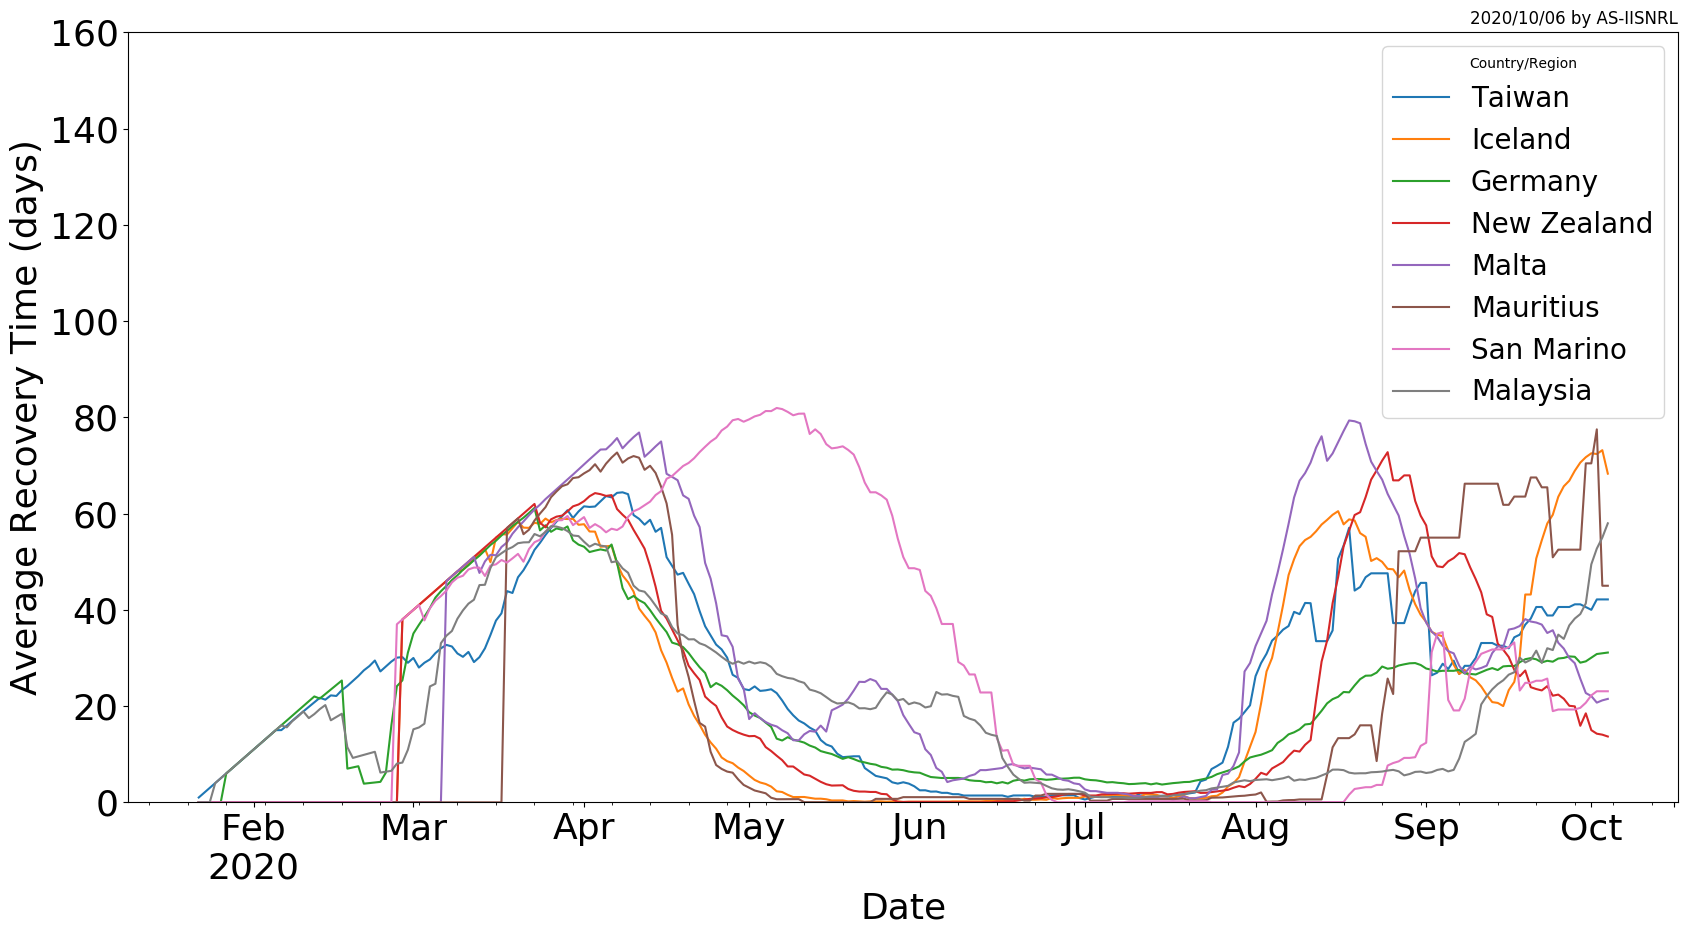 2020/10/06 by AS-IISNRL
160
140
120
100
80
60
40
20
0
Average Recovery Time (days)
Country/Region
Taiwan
Iceland
Germany
New Zealand
Malta
Mauritius
San Marino
Malaysia
Feb Mar Apr May Jun Jul Aug Sep Oct
2020
Date